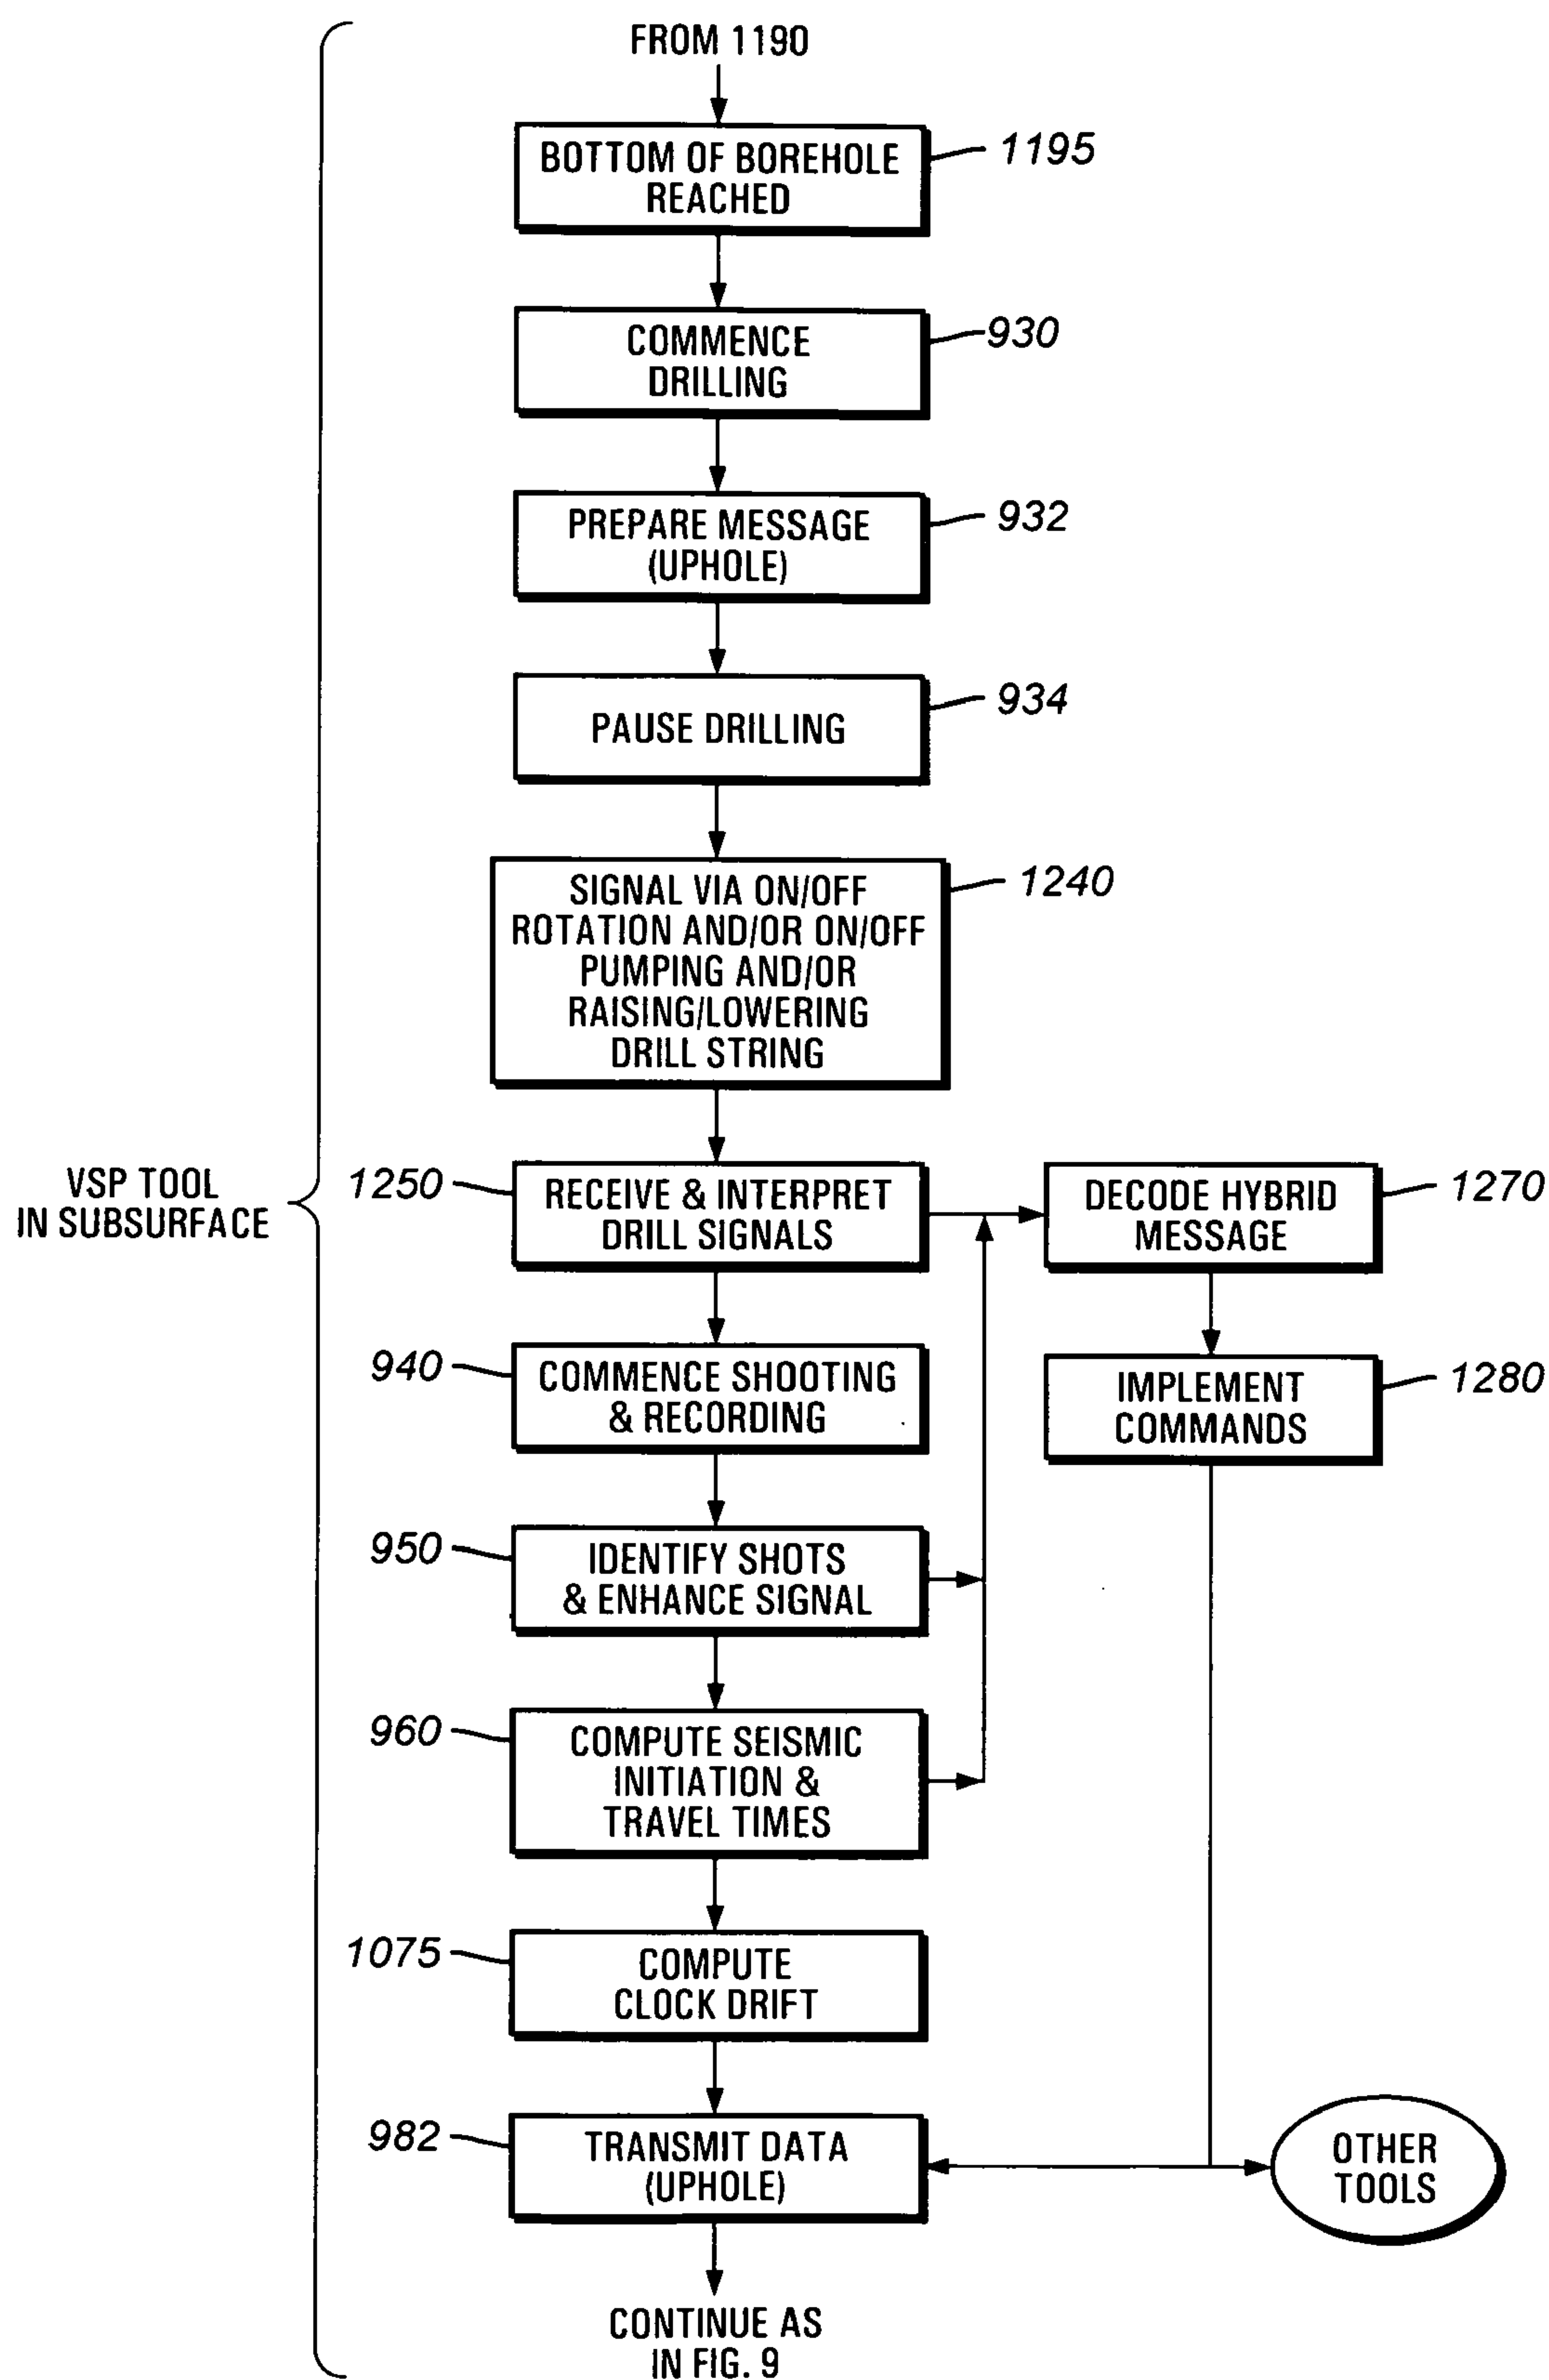 FROM 1190
BOTTOM OF BOREHOLE
REACHED
1195
COMMENCE
DRILLING
930
PREPARE MESSAGE
(UPHOLE)
932
PAUSE DRILLING
934
SIGNAL VIA ON/OFF
ROTATION AND/OR ON/OFF
PUMPING AND/OR
RAISING/LOWERING
DRILL STRING
1240
VSP TOOL
IN SUBSURFACE
1250
RECEIVE & INTERPRET
DRILL SIGNALS
DECODE HYBRID
MESSAGE
1270
940
COMMENCE SHOOTING
& RECORDING
IMPLEMENT
COMMANDS
1280
950
IDENTIFY SHOTS
& ENHANCE SIGNAL
960
COMPUTE SEISMIC
INITIATION &
TRAVEL TIMES
1075
COMPUTE
CLOCK DRIFT
982
TRANSMIT DATA
(UPHOLE)
OTHER
TOOLS
CONTINUE AS
IN FIG. 9